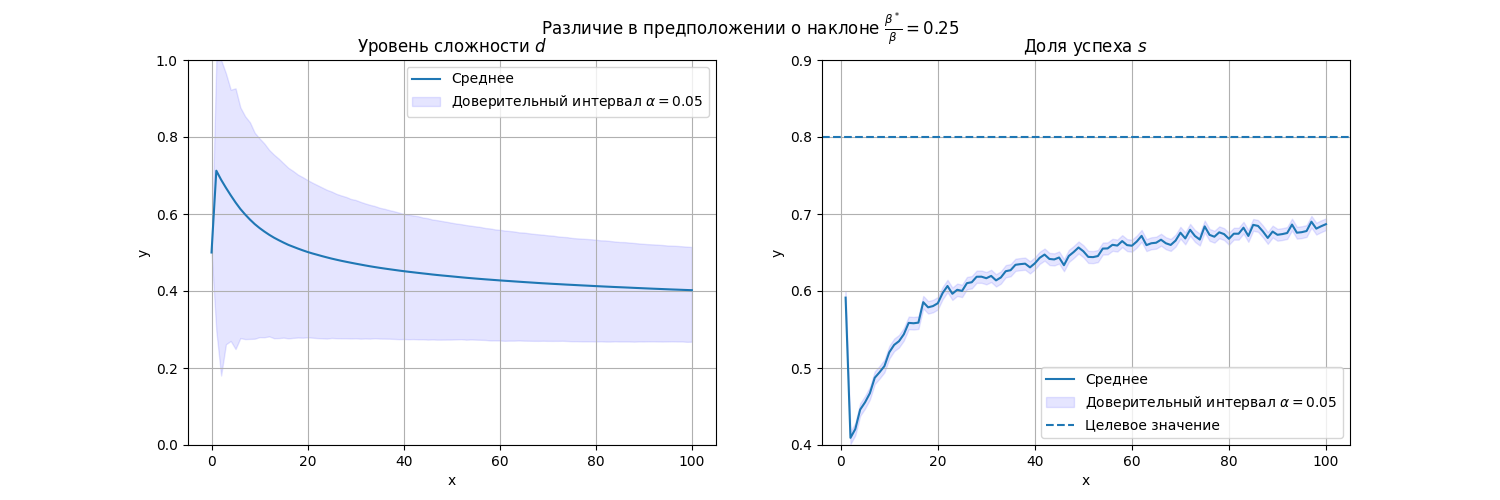 Различие в предположении о наклоне β*/β = 0.25
Уровень сложности d
1.0
0.8
0.6
0.4
0.2
0.0
y
0 20 40 60 80 100
x
Среднее
Доверительный интервал α = 0.05
Доля успеха s
0.9
0.8
0.7
0.6
0.5
0.4
y
0 20 40 60 80 100
x
Среднее
Доверительный интервал α = 0.05
Целевое значение